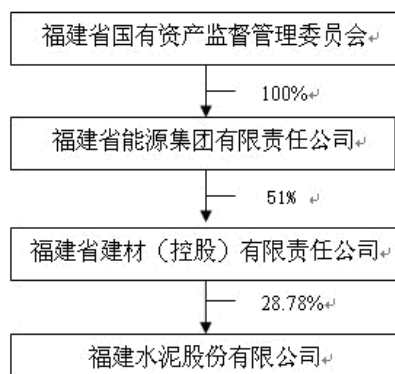 福建省国有资产监督管理委员会
100%
福建省能源集团有限责任公司
51%
福建省建材（控股）有限责任公司
28.78%
福建水泥股份有限公司